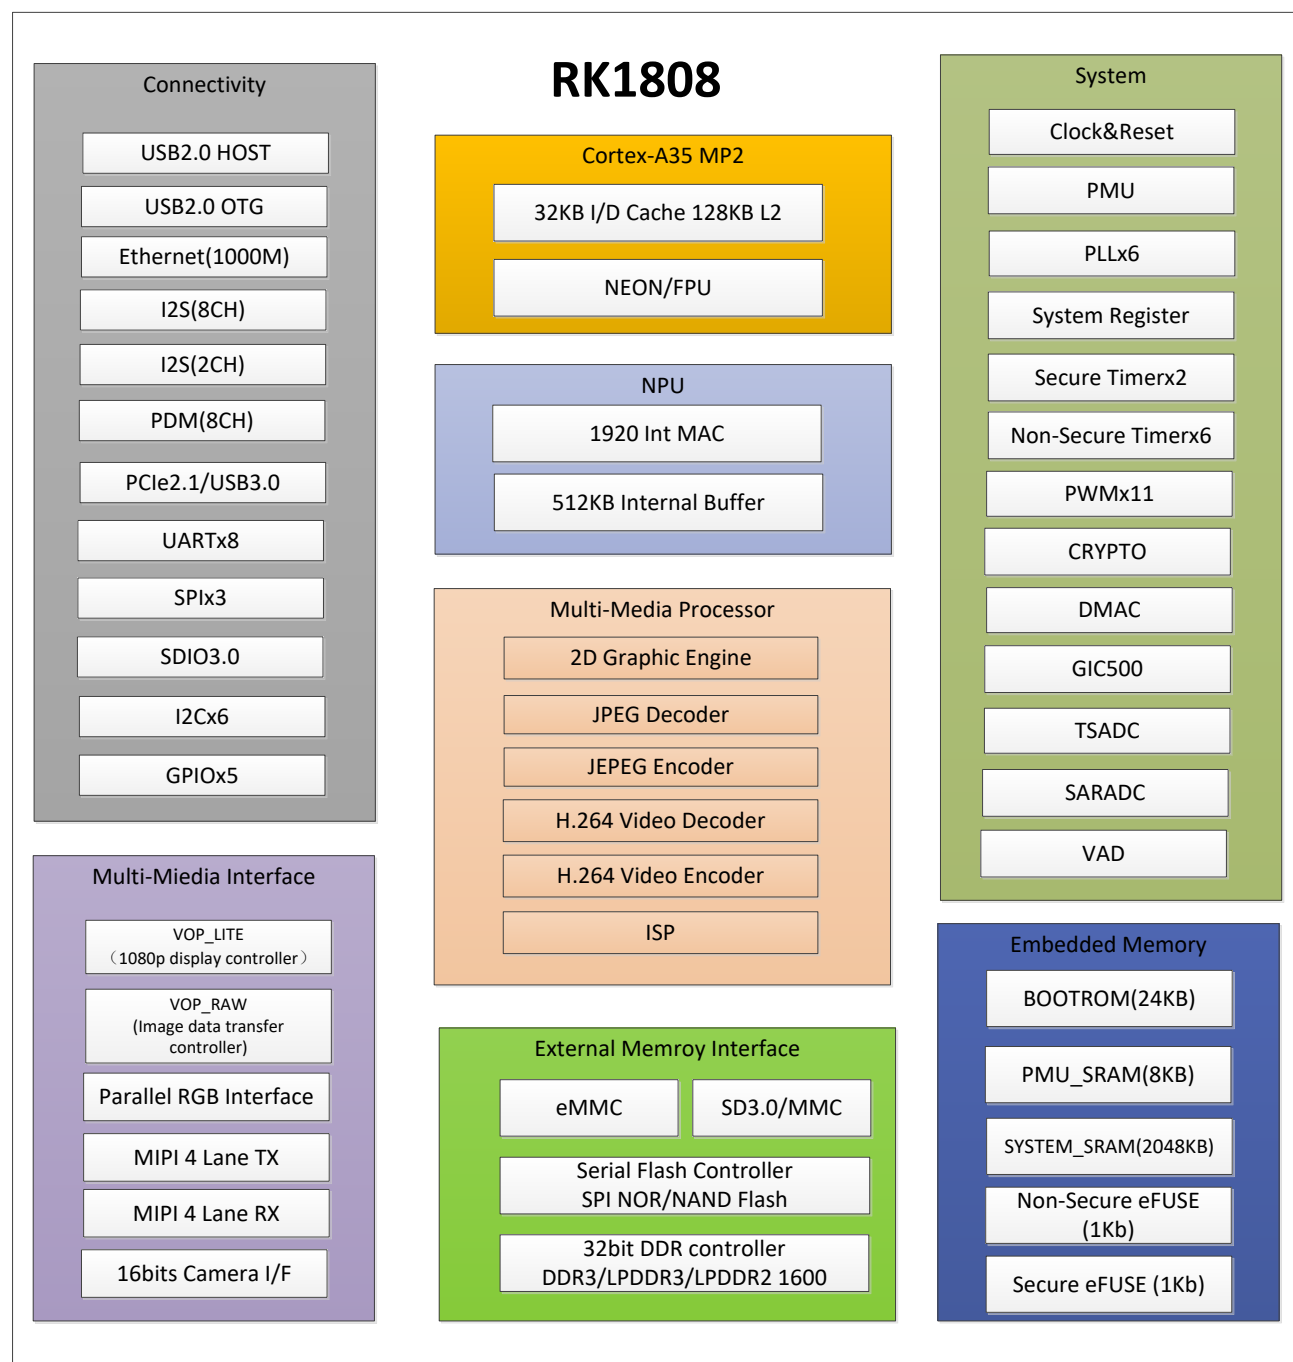 RK1808
Connectivity
USB2.0 HOST
USB2.0 OTG
Ethernet(1000M)
I2S(8CH)
I2S(2CH)
PDM(8CH)
PCIe2.1/USB3.0
UARTx8
SPIx3
SDIO3.0
I2Cx6
GPIOx5
Multi-Miedia Interface
VOP_LITE
（1080p display controller）
VOP_RAW
(Image data transfer
controller)
Parallel RGB Interface
MIPI 4 Lane TX
MIPI 4 Lane RX
16bits Camera I/F
Cortex-A35 MP2
32KB I/D Cache 128KB L2
NEON/FPU
NPU
1920 Int MAC
512KB Internal Buffer
Multi-Media Processor
2D Graphic Engine
JPEG Decoder
JEPEG Encoder
H.264 Video Decoder
H.264 Video Encoder
ISP
External Memroy Interface
eMMC
SD3.0/MMC
Serial Flash Controller
SPI NOR/NAND Flash
32bit DDR controller
DDR3/LPDDR3/LPDDR2 1600
System
Clock&Reset
PMU
PLLx6
System Register
Secure Timerx2
Non-Secure Timerx6
PWMx11
CRYPTO
DMAC
GIC500
TSADC
SARADC
VAD
Embedded Memory
BOOTROM(24KB)
PMU_SRAM(8KB)
SYSTEM_SRAM(2048KB)
Non-Secure eFUSE
(1Kb)
Secure eFUSE (1Kb)